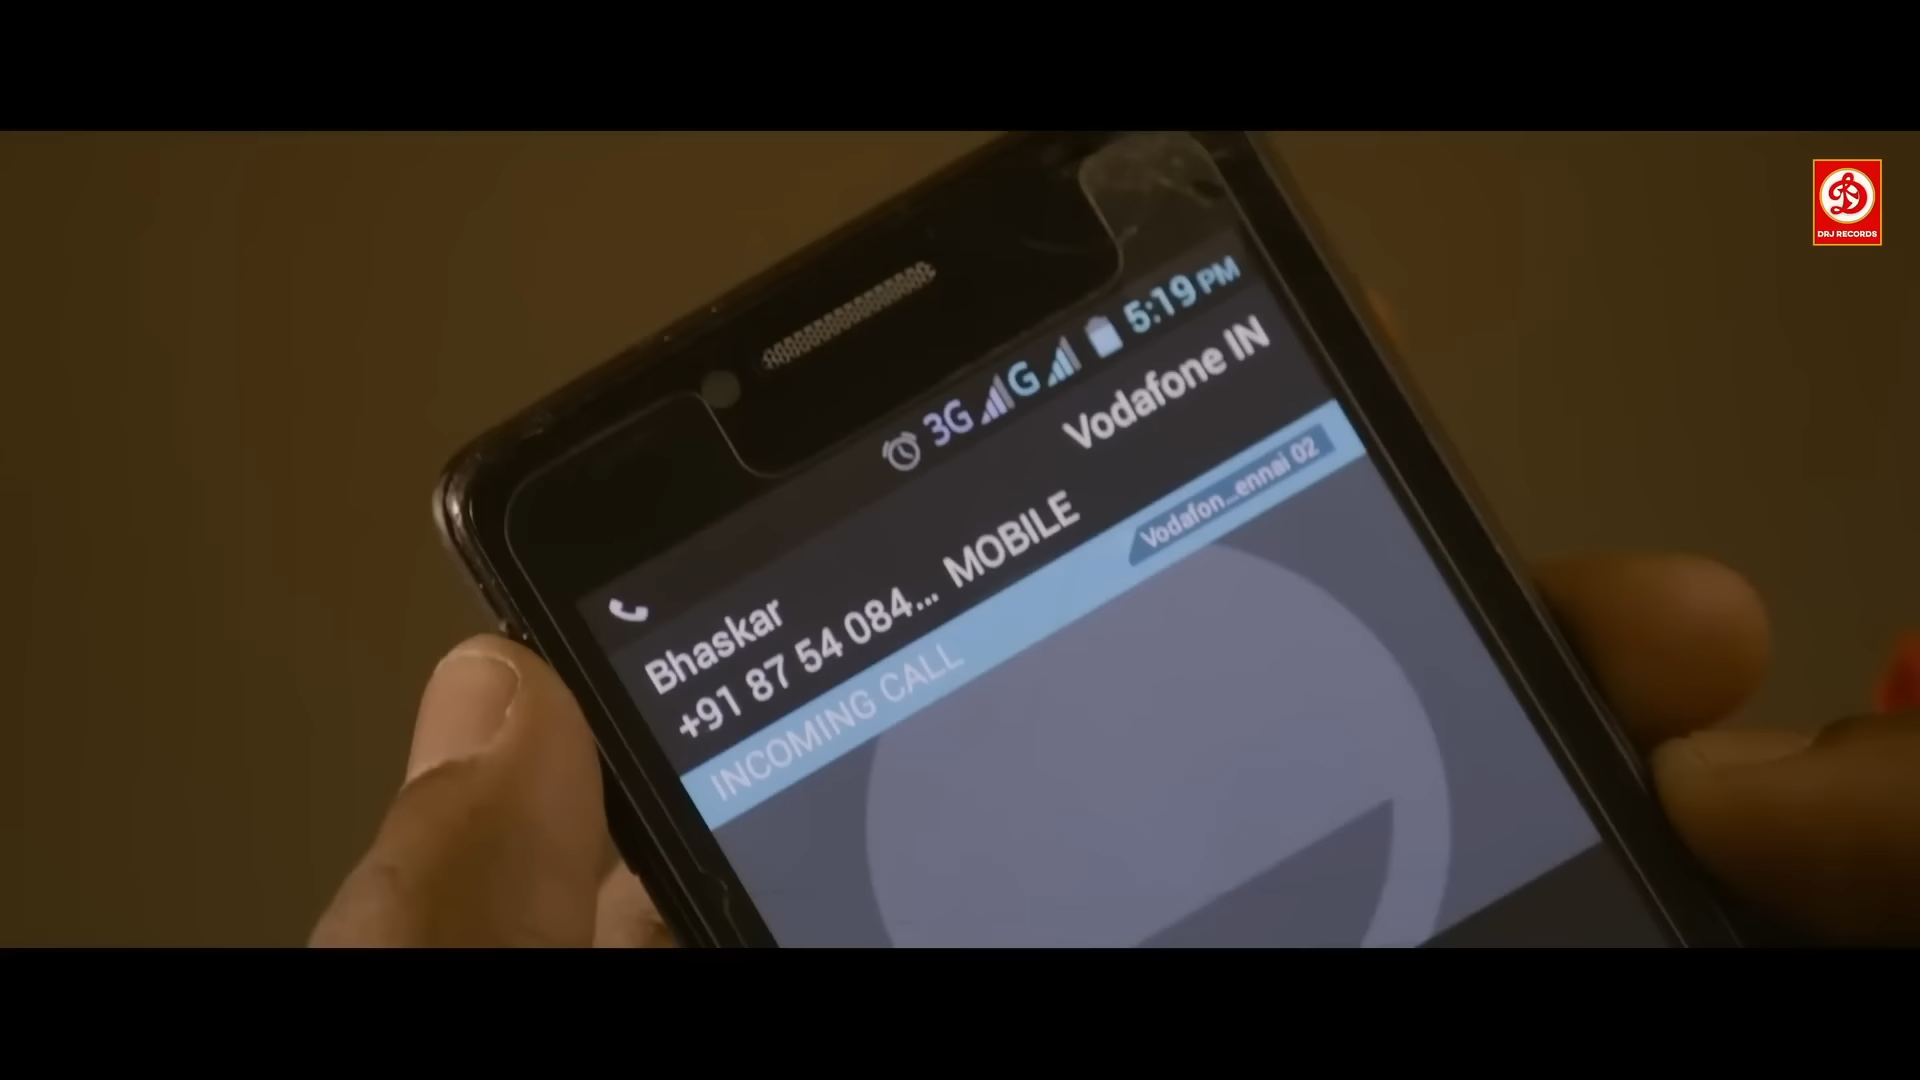 DRJ RECORDS
3G G 5:19 PM
Vodafone IN
Bhaskar
+91 87 54 084... MOBILE
Vodafon...ennai 02
INCOMING CALL